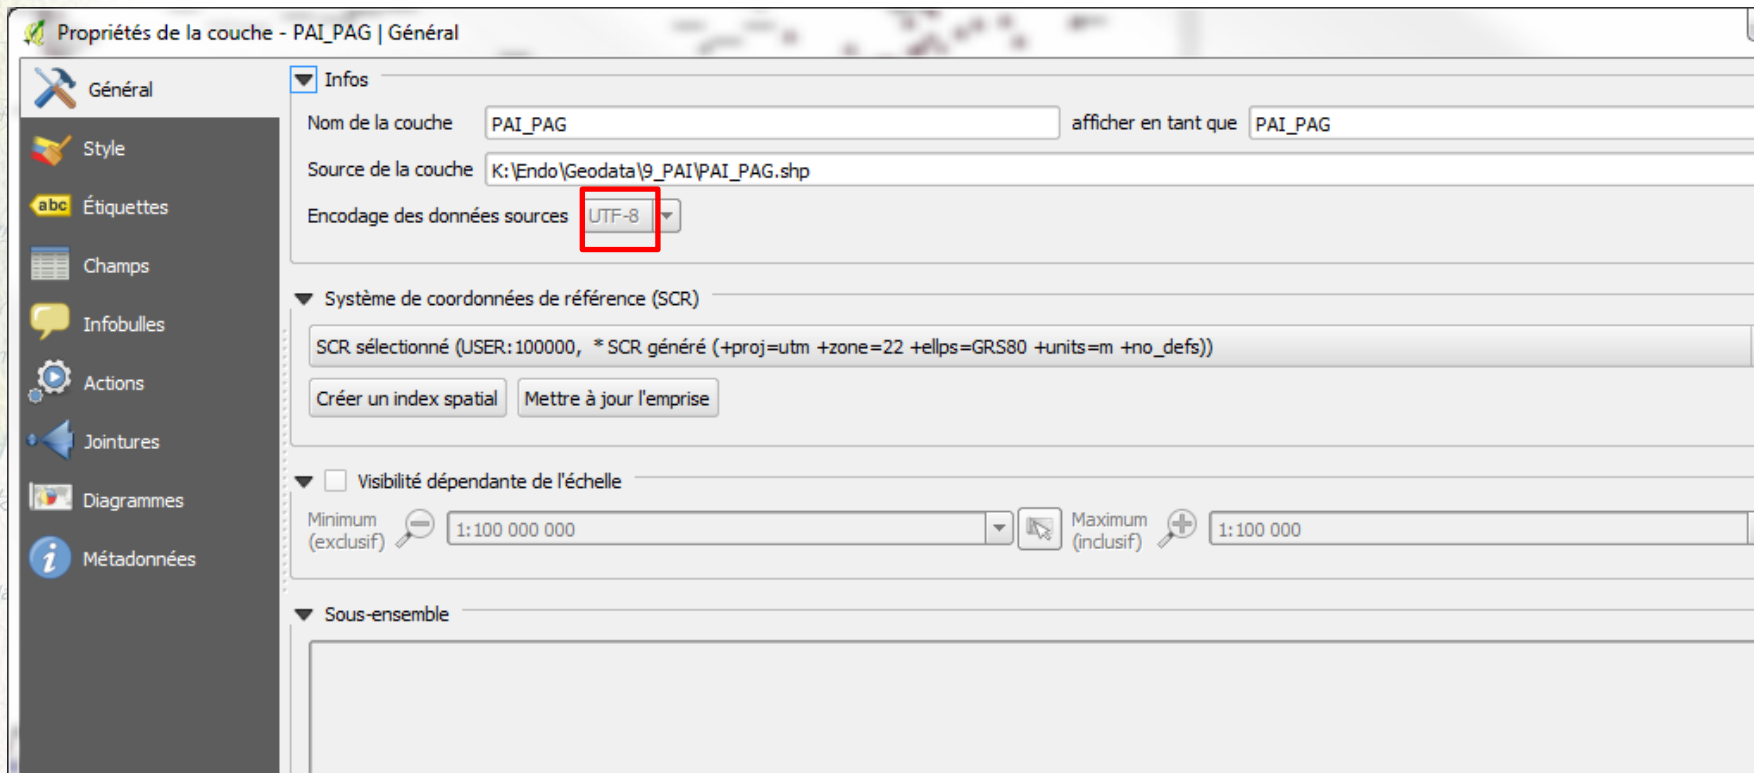 Propriétés de la couche - PAI_PAG | Général
Général
Style
abc Étiquettes
Champs
Infobulles
Actions
Jointures
Diagrammes
Métadonnées
Infos
Nom de la couche PAI_PAG afficher en tant que PAI_PAG
Source de la couche K:\Endo\Geodata\9_PAI\PAI_PAG.shp
Encodage des données sources UTF-8
Système de coordonnées de référence (SCR)
SCR sélectionné (USER:100000, * SCR généré (+proj=utm +zone=22 +ellps=GRS80 +units=m +no_defs))
Créer un index spatial Mettre à jour l'emprise
Visibilité dépendante de l'échelle
Minimum (exclusif) 1:100 000 000 Maximum (inclusif) 1:100 000
Sous-ensemble